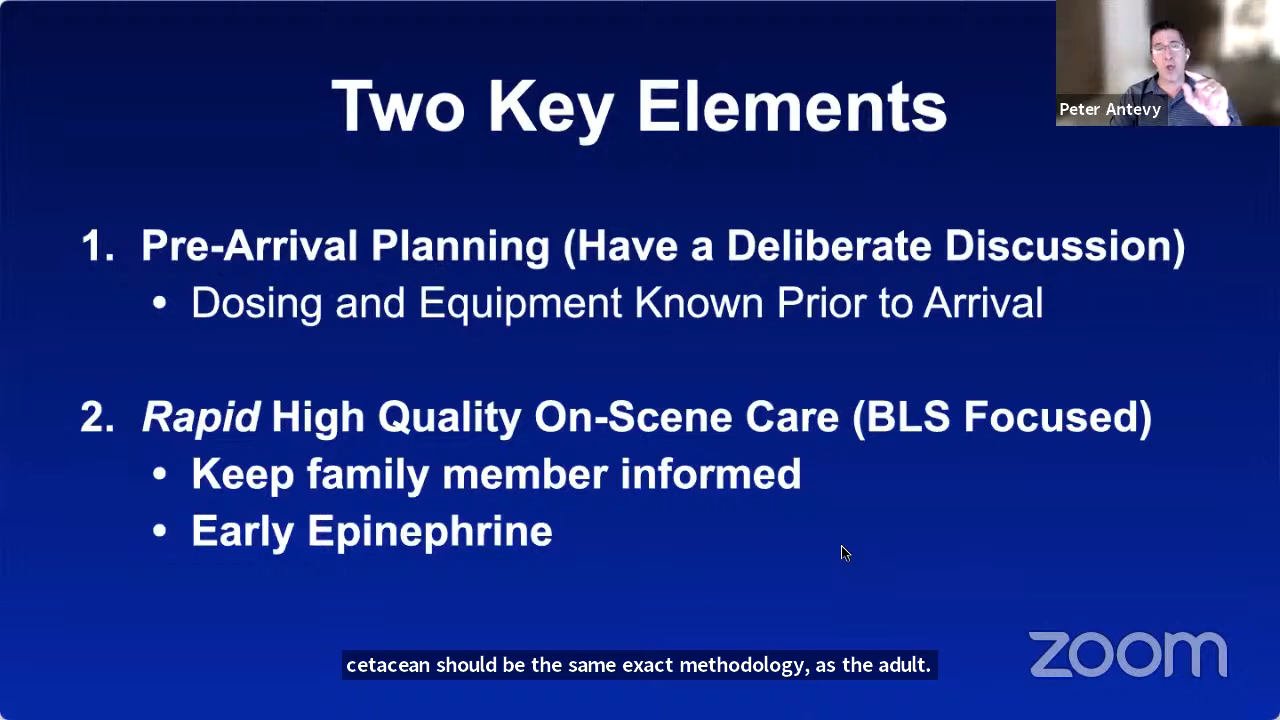 Two Key Elements
Peter Antevy
1. Pre-Arrival Planning (Have a Deliberate Discussion)
• Dosing and Equipment Known Prior to Arrival
2. Rapid High Quality On-Scene Care (BLS Focused)
• Keep family member informed
• Early Epinephrine
cetacean should be the same exact methodology, as the adult.
zoom